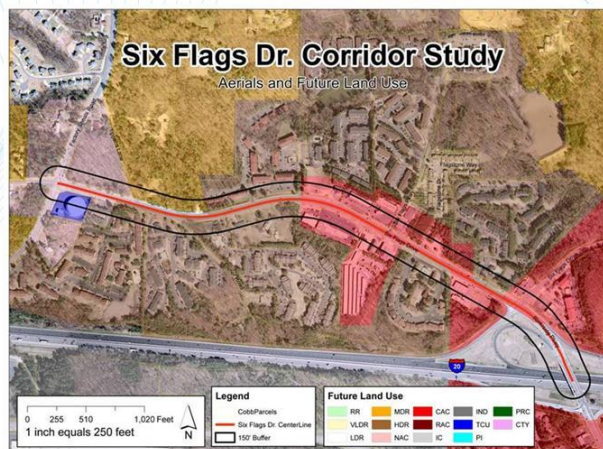 Six Flags Dr. Corridor Study
Aerials and Future Land Use
20
0 255 510 1,020 Feet
1 inch equals 250 feet
N
Legend
CobbParcels
Six Flags Dr. CenterLine
150' Buffer
Future Land Use
RR MDR CAC IND PRC
VLDR HDR RAC TCU CTY
LDR NAC IC PI